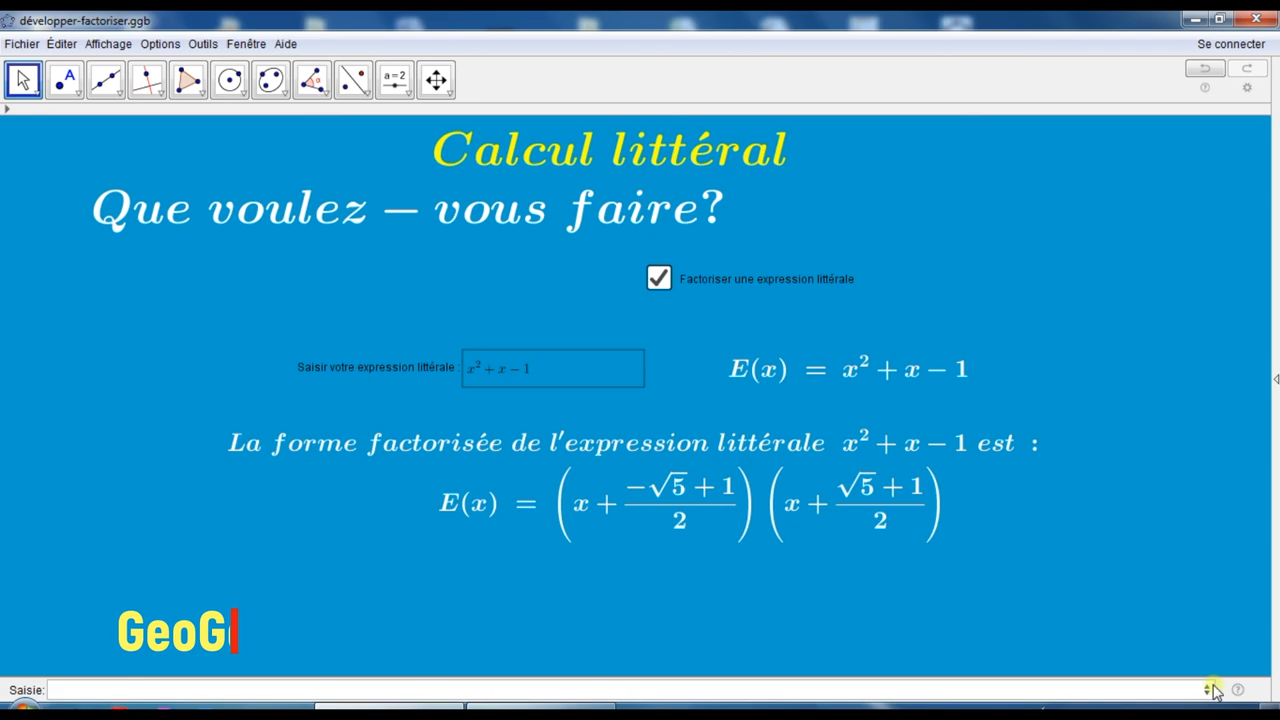 développer-factoriser.ggb
Fichier Éditer Affichage Options Outils Fenêtre Aide Se connecter
A α a = 2
Calcul littéral
Que voulez – vous faire?
Factoriser une expression littérale
Saisir votre expression littérale : x² + x − 1 E(x) = x² + x − 1
La forme factorisée de l'expression littérale x² + x − 1 est :
E(x) = (x + (−√5 + 1)/2) (x + (√5 + 1)/2)
GeoG
Saisie: